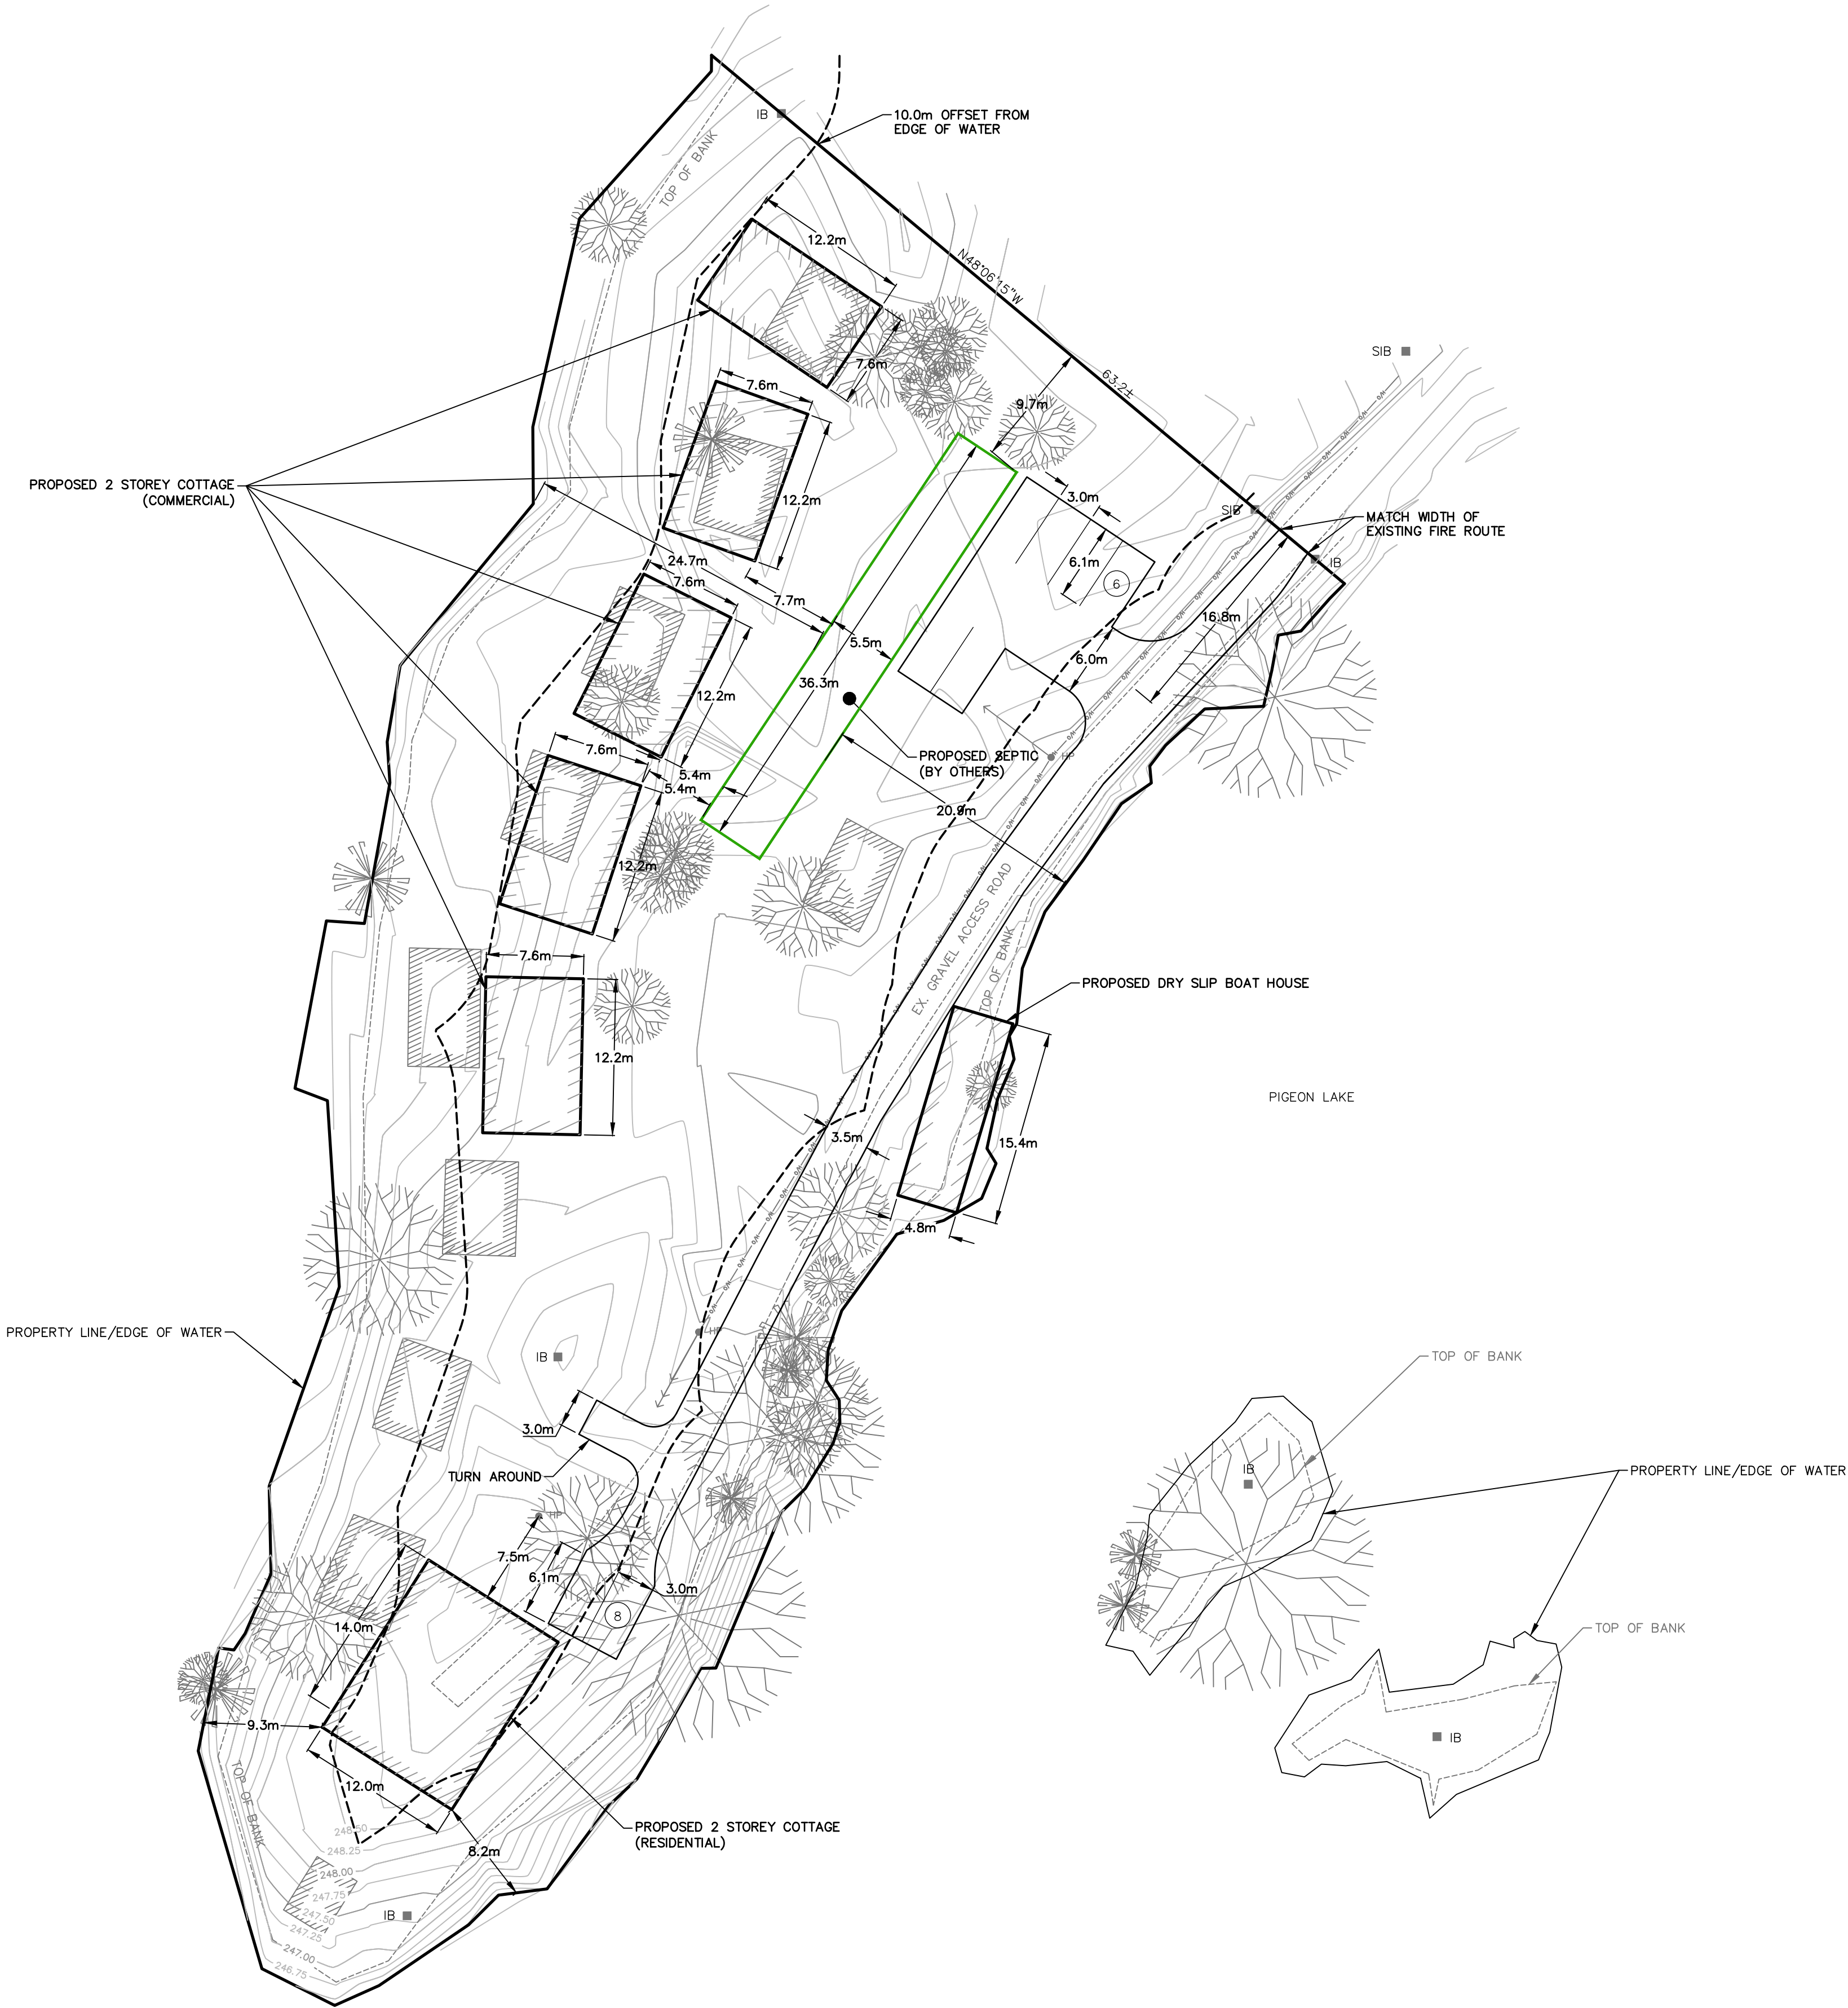 IB
10.0m OFFSET FROM
EDGE OF WATER
TOP OF BANK
12.2m
N48°06'15"W
7.6m
SIB
63.2±
7.6m
9.7m
PROPOSED 2 STOREY COTTAGE
(COMMERCIAL)
12.2m
3.0m
SIB
MATCH WIDTH OF
EXISTING FIRE ROUTE
24.7m
6.1m
IB
7.6m
6
7.7m
16.8m
5.5m
6.0m
36.3m
12.2m
7.6m
PROPOSED SEPTIC
(BY OTHERS)
HP
5.4m
5.4m
20.9m
12.2m
EX. GRAVEL ACCESS ROAD
TOP OF BANK
7.6m
PROPOSED DRY SLIP BOAT HOUSE
12.2m
PIGEON LAKE
3.5m
15.4m
4.8m
PROPERTY LINE/EDGE OF WATER
HP
IB
TOP OF BANK
3.0m
TURN AROUND
IB
PROPERTY LINE/EDGE OF WATER
HP
7.5m
6.1m
3.0m
8
14.0m
TOP OF BANK
9.3m
IB
TOP OF BANK
12.0m
PROPOSED 2 STOREY COTTAGE
(RESIDENTIAL)
8.2m
248.50
248.25
248.00
247.75
247.50
247.25
247.00
246.75
IB